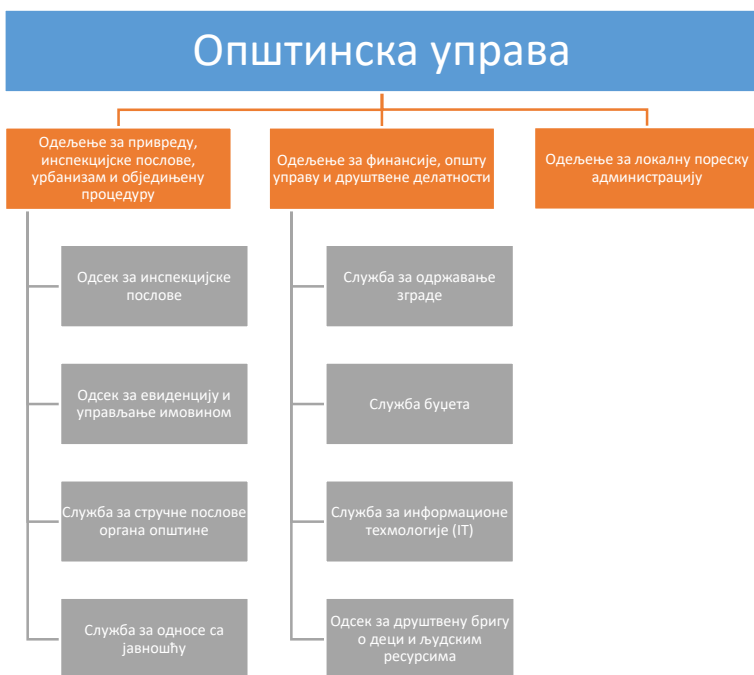 Општинска управа
Одељење за привреду,
инспекцијске послове,
урбанизам и обједињену
процедуру
Одсек за инспекцијске
послове
Одсек за евиденцију и
управљање имовином
Служба за стручне послове
органа општине
Служба за односе са
јавношћу
Одељење за финансије, општу
управу и друштвене делатности
Служба за одржавање
зграде
Служба буџета
Служба за информационе
техмологије (IT)
Одсек за друштвену бригу
о деци и људским
ресурсима
Одељење за локалну пореску
администрацију